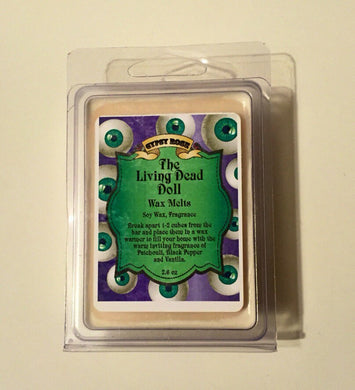 GYPSY ROSE
The
Living Dead
Doll
Wax Melts
Soy Wax, Fragrance
Break apart 1-2 cubes from the
bar and place them in a wax
warmer to fill your home with the
warm inviting fragrance of
Patchouli, Black Pepper
and Vanilla.
2.6 oz